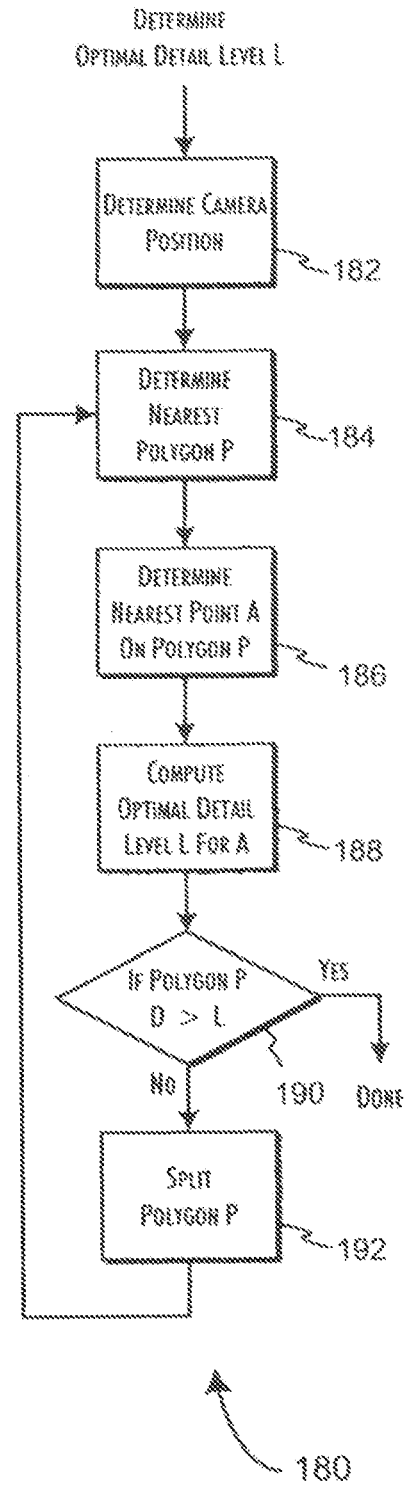 DETERMINE
OPTIMAL DETAIL LEVEL L
DETERMINE CAMERA
POSITION
182
DETERMINE
NEAREST
POLYGON P
184
DETERMINE
NEAREST POINT A
ON POLYGON P
186
COMPUTE
OPTIMAL DETAIL
LEVEL L FOR A
188
IF POLYGON P
D > L
YES
190
DONE
NO
SPLIT
POLYGON P
192
180